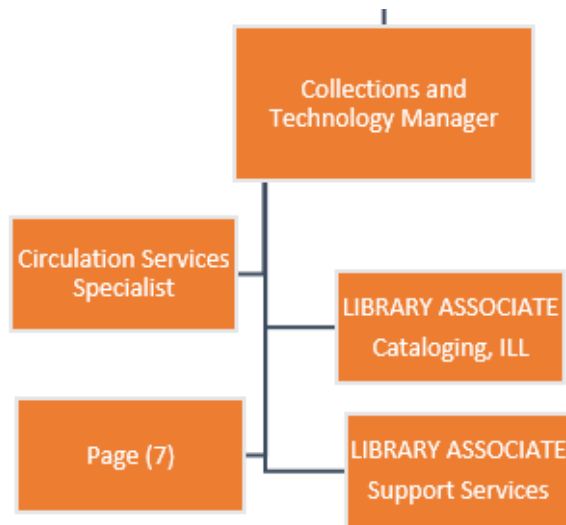 Collections and
Technology Manager
Circulation Services
Specialist
LIBRARY ASSOCIATE
Cataloging, ILL
Page (7)
LIBRARY ASSOCIATE
Support Services